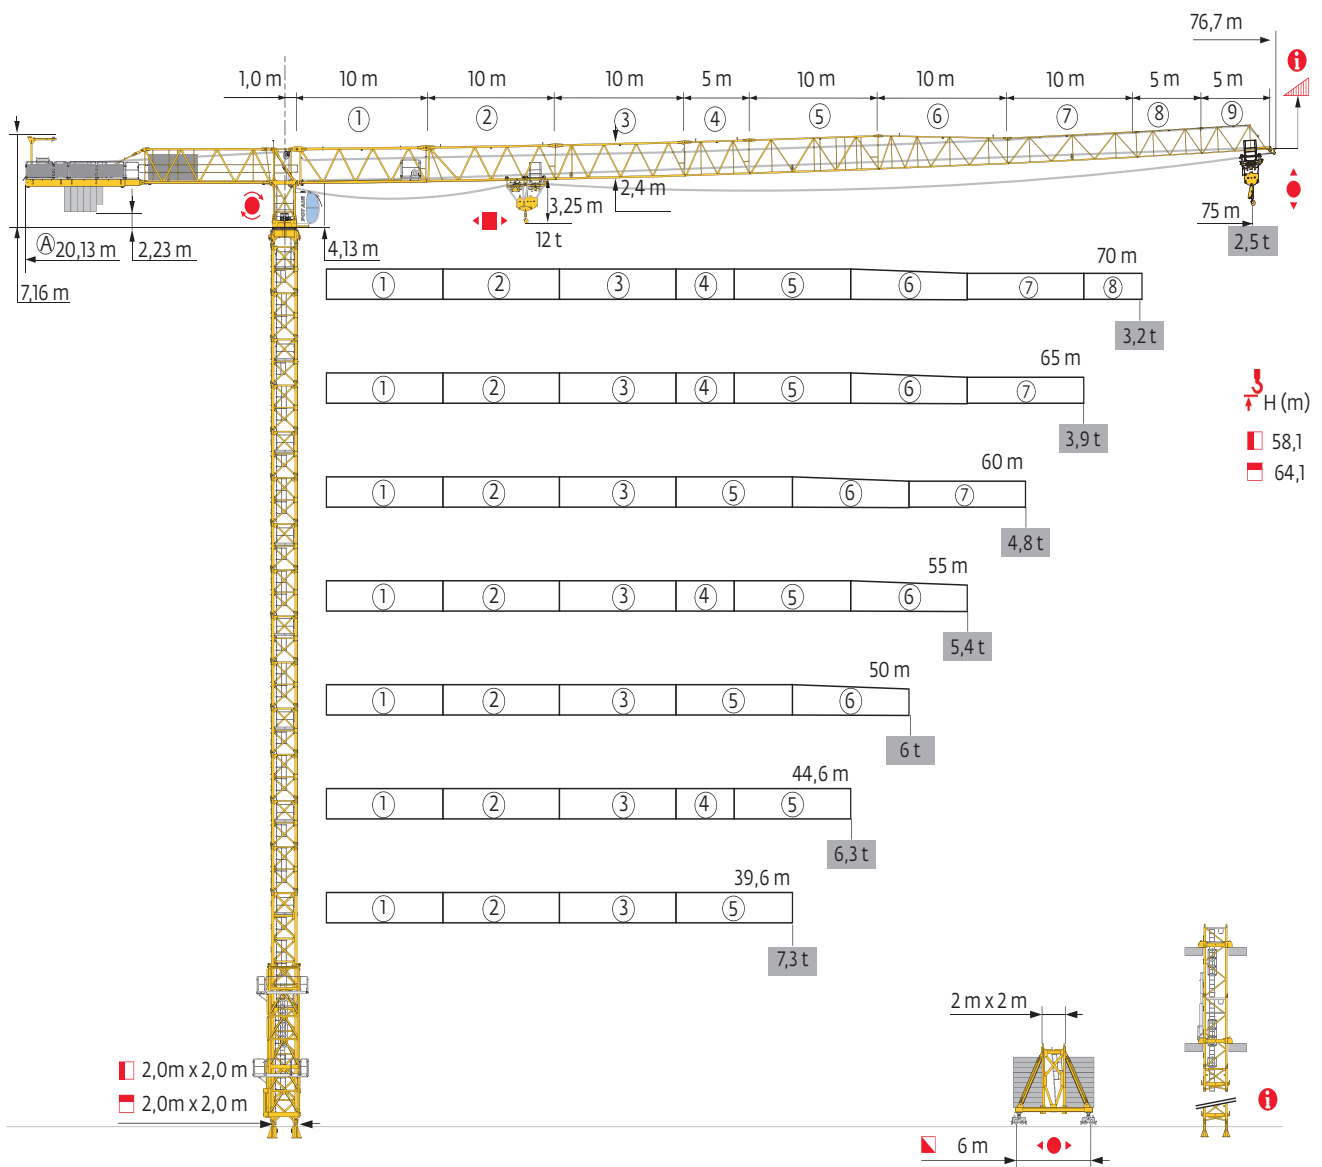 76,7 m
1,0 m 10 m 10 m 10 m 5 m 10 m 10 m 10 m 5 m 5 m
i
1 2 3 4 5 6 7 8 9
POTAIN
2,4 m
3,25 m
12 t
75 m
2,5 t
A 20,13 m 2,23 m 4,13 m
7,16 m
70 m
1 2 3 4 5 6 7 8
3,2 t
65 m
1 2 3 4 5 6 7
3,9 t
H (m)
58,1
64,1
60 m
1 2 3 5 6 7
4,8 t
55 m
1 2 3 4 5 6
5,4 t
50 m
1 2 3 5 6
6 t
44,6 m
1 2 3 4 5
6,3 t
39,6 m
1 2 3 5
7,3 t
2 m x 2 m
2,0m x 2,0 m
2,0m x 2,0 m
i
6 m